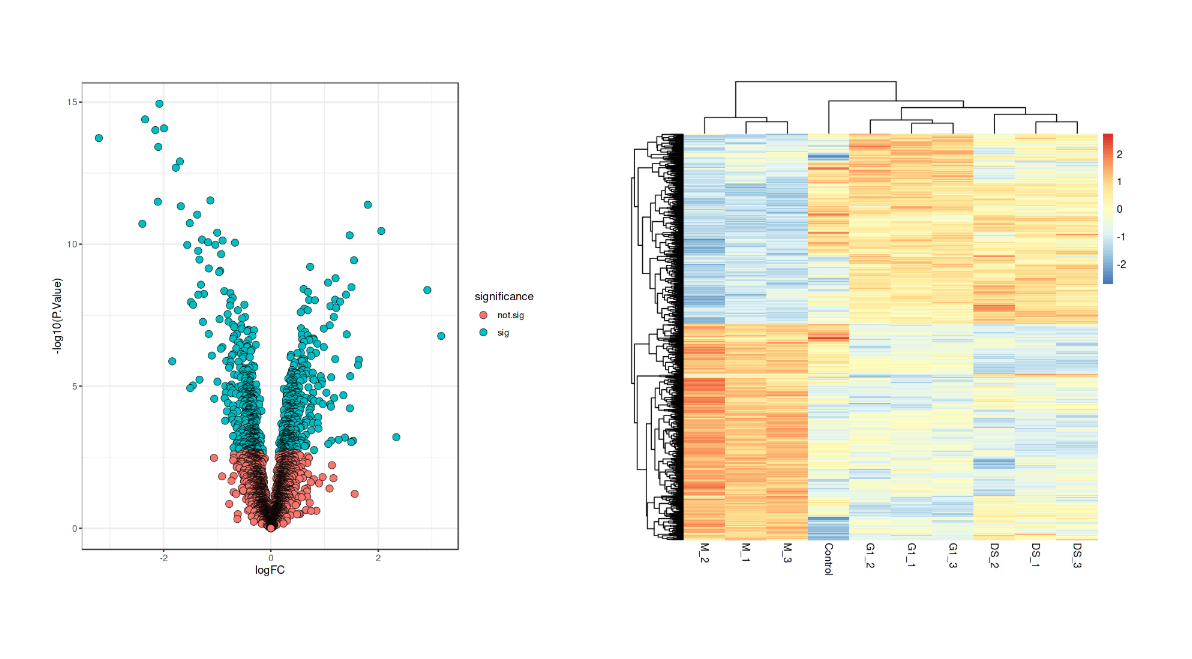 15
10
5
0
-log10(P.Value)
-2
0
2
logFC
significance
not.sig
sig
2
1
0
-1
-2
M_2
M_1
M_3
Control
G1_2
G1_1
G1_3
DS_2
DS_1
DS_3